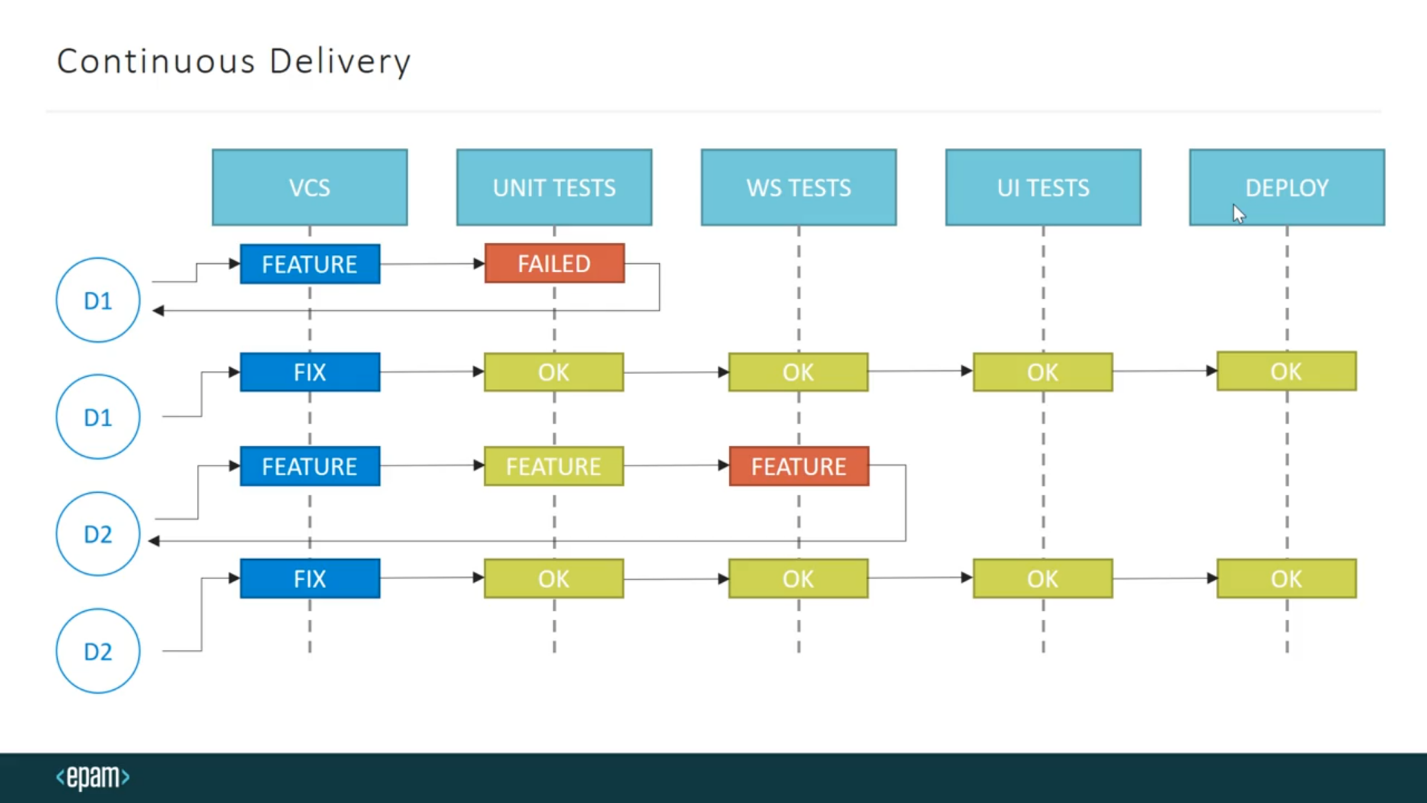 Continuous Delivery
VCS
UNIT TESTS
WS TESTS
UI TESTS
DEPLOY
D1
FEATURE
FAILED
D1
FIX
OK
OK
OK
OK
D2
FEATURE
FEATURE
FEATURE
D2
FIX
OK
OK
OK
OK
<epam>